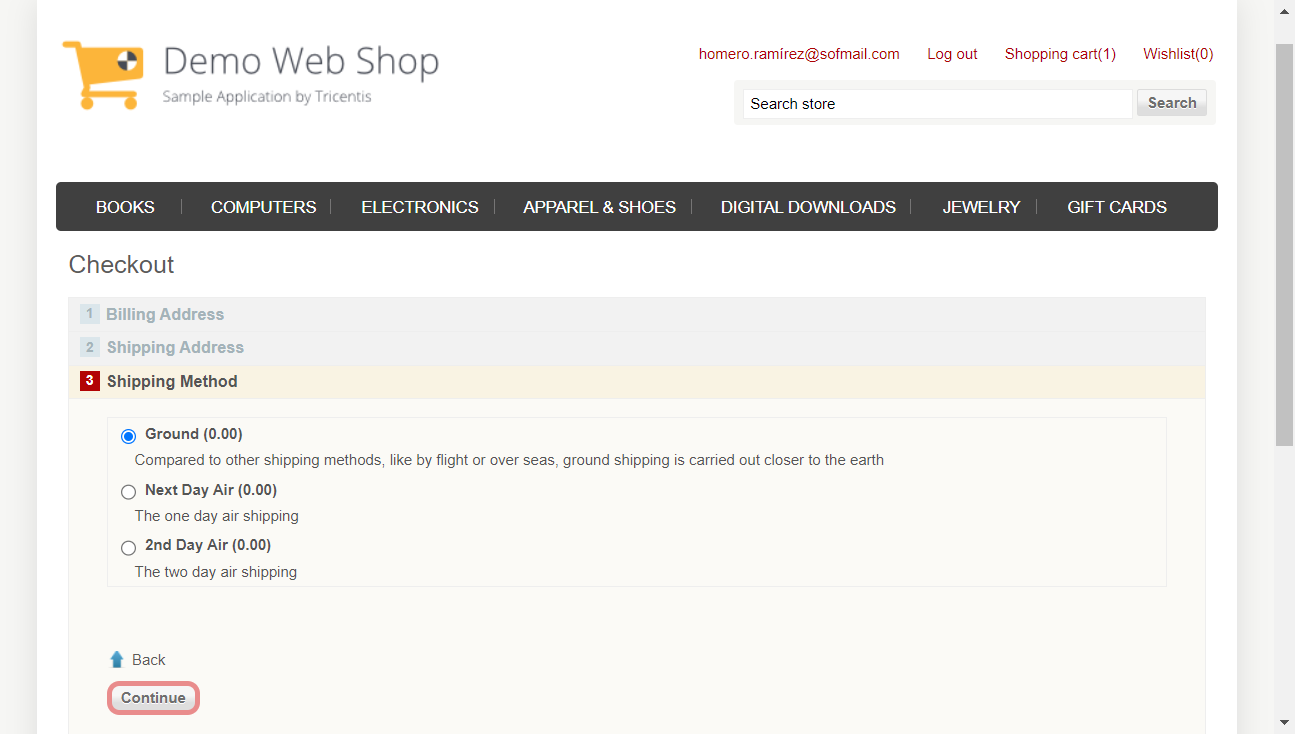 Demo Web Shop
Sample Application by Tricentis
homero.ramírez@sofmail.com Log out Shopping cart(1) Wishlist(0)
Search store Search
BOOKS COMPUTERS ELECTRONICS APPAREL & SHOES DIGITAL DOWNLOADS JEWELRY GIFT CARDS
Checkout
1 Billing Address
2 Shipping Address
3 Shipping Method
Ground (0.00)
Compared to other shipping methods, like by flight or over seas, ground shipping is carried out closer to the earth
Next Day Air (0.00)
The one day air shipping
2nd Day Air (0.00)
The two day air shipping
Back
Continue